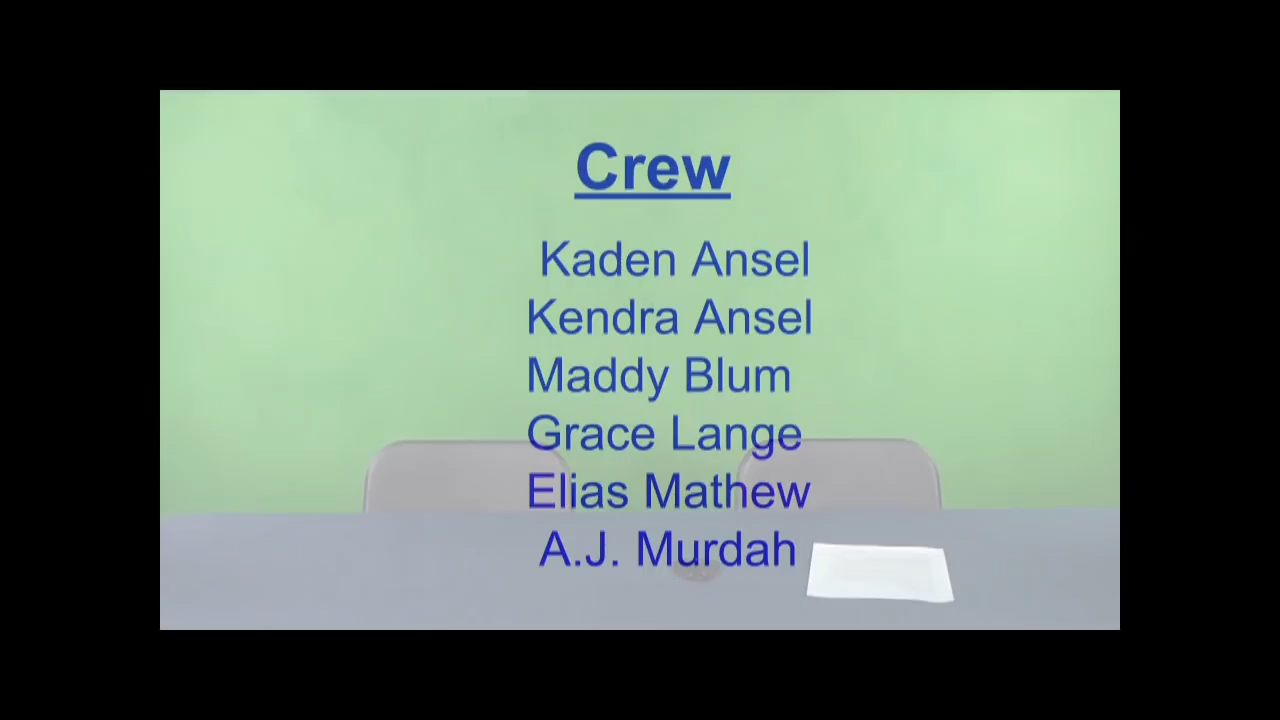 Crew
Kaden Ansel
Kendra Ansel
Maddy Blum
Grace Lange
Elias Mathew
A.J. Murdah